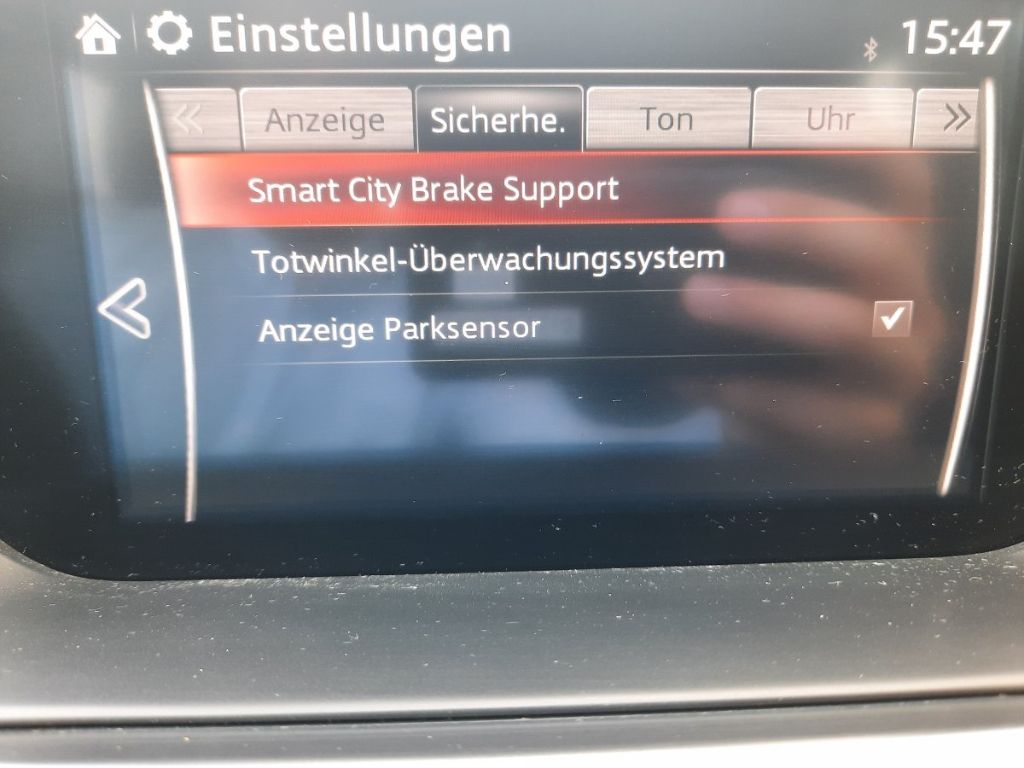 Einstellungen 15:47
Anzeige Sicherhe. Ton Uhr
Smart City Brake Support
Totwinkel-Überwachungssystem
Anzeige Parksensor